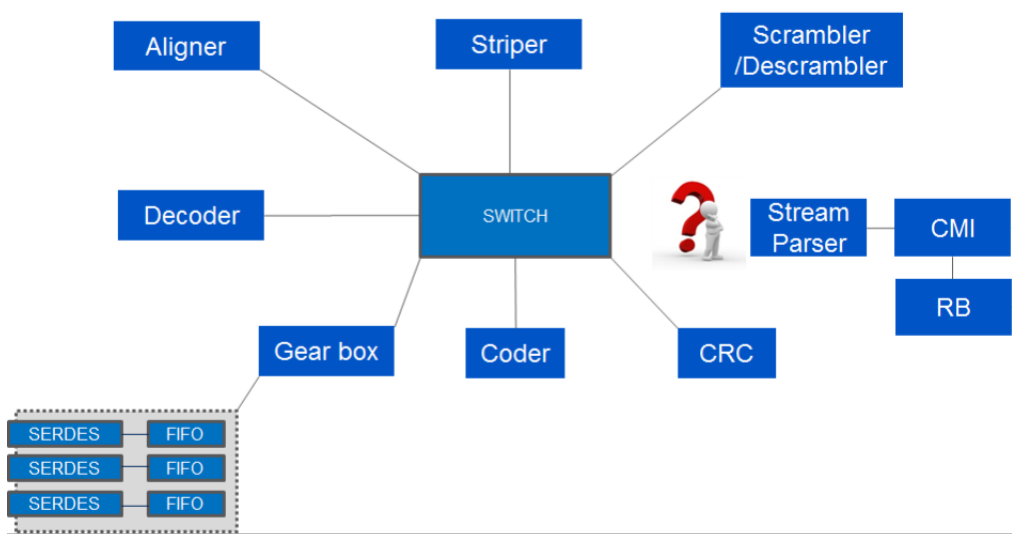 Aligner
Striper
Scrambler
/Descrambler
Decoder
SWITCH
Stream
Parser
CMI
RB
Gear box
Coder
CRC
SERDES
FIFO
SERDES
FIFO
SERDES
FIFO